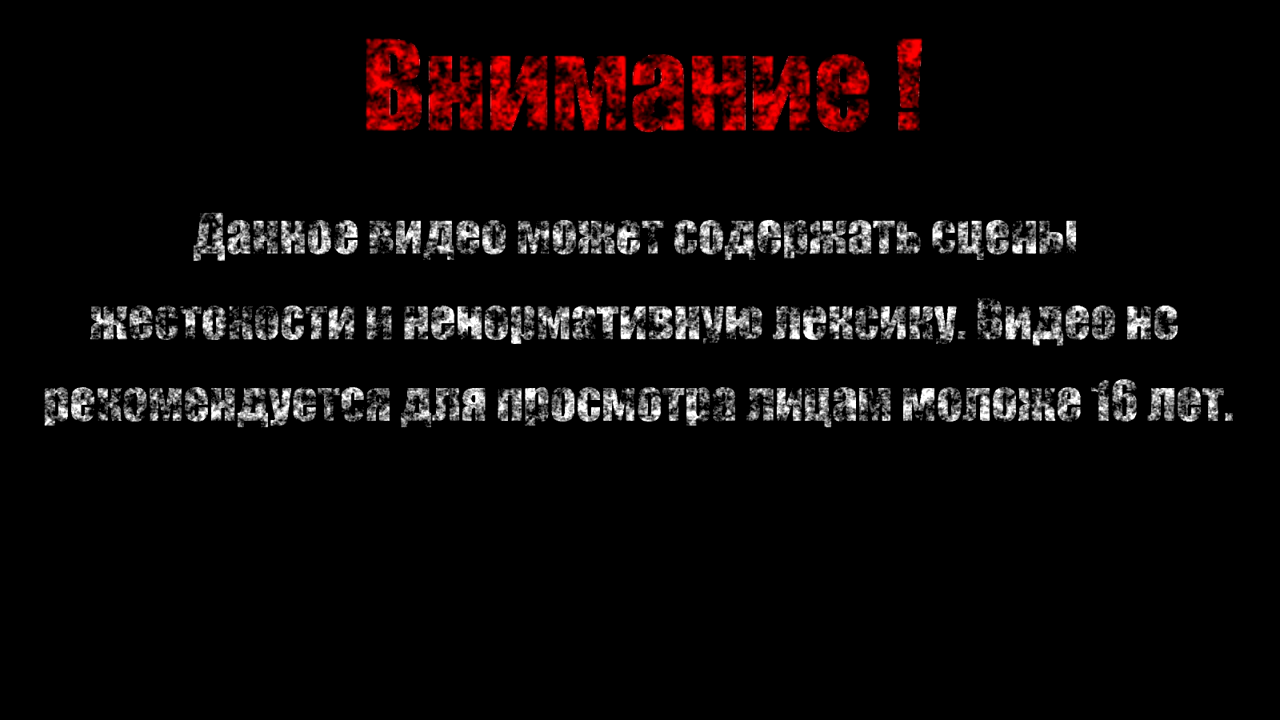 Внимание !
Данное видео может содержать сцены
жестокости и ненормативную лексику. Видео не
рекомендуется для просмотра лицам моложе 16 лет.